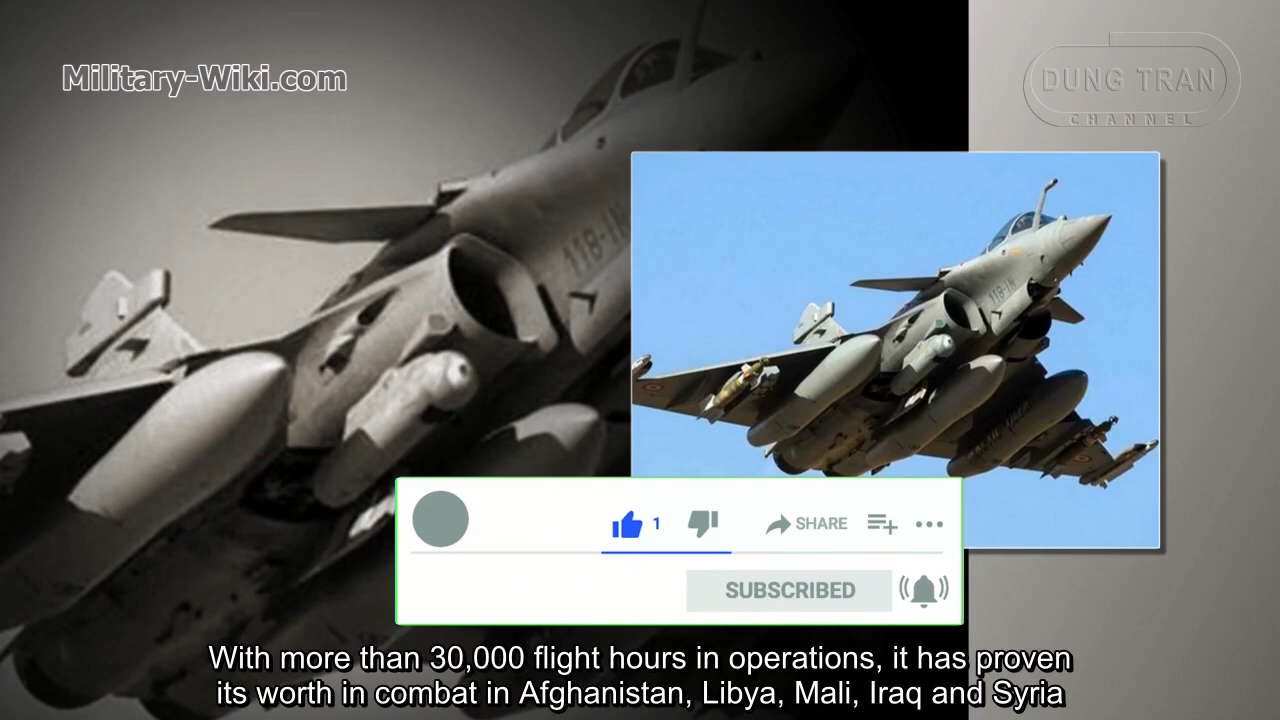 Military-Wiki.com
DUNG TRAN
CHANNEL
118-IN
118-IN
1
SHARE
SUBSCRIBED
With more than 30,000 flight hours in operations, it has proven
its worth in combat in Afghanistan, Libya, Mali, Iraq and Syria